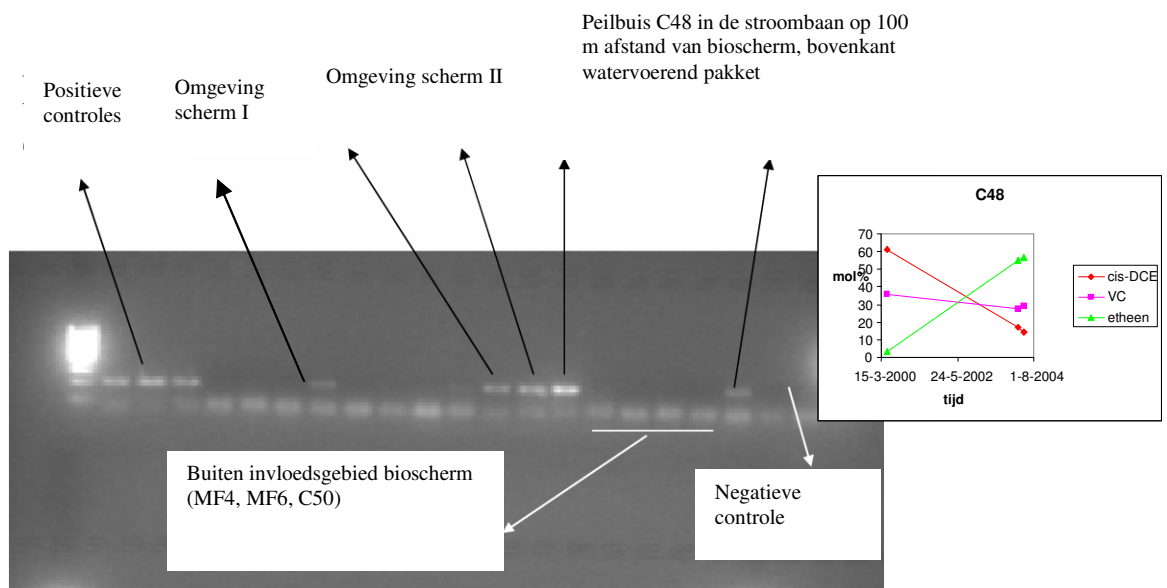 Peilbuis C48 in de stroombaan op 100
m afstand van bioscherm, bovenkant
watervoerend pakket
Positieve
controles
Omgeving
scherm I
Omgeving scherm II
C48
70
60
50
40
30
20
10
0
mol%
15-3-2000 24-5-2002 1-8-2004
tijd
cis-DCE
VC
etheen
Buiten invloedsgebied bioscherm
(MF4, MF6, C50)
Negatieve
controle